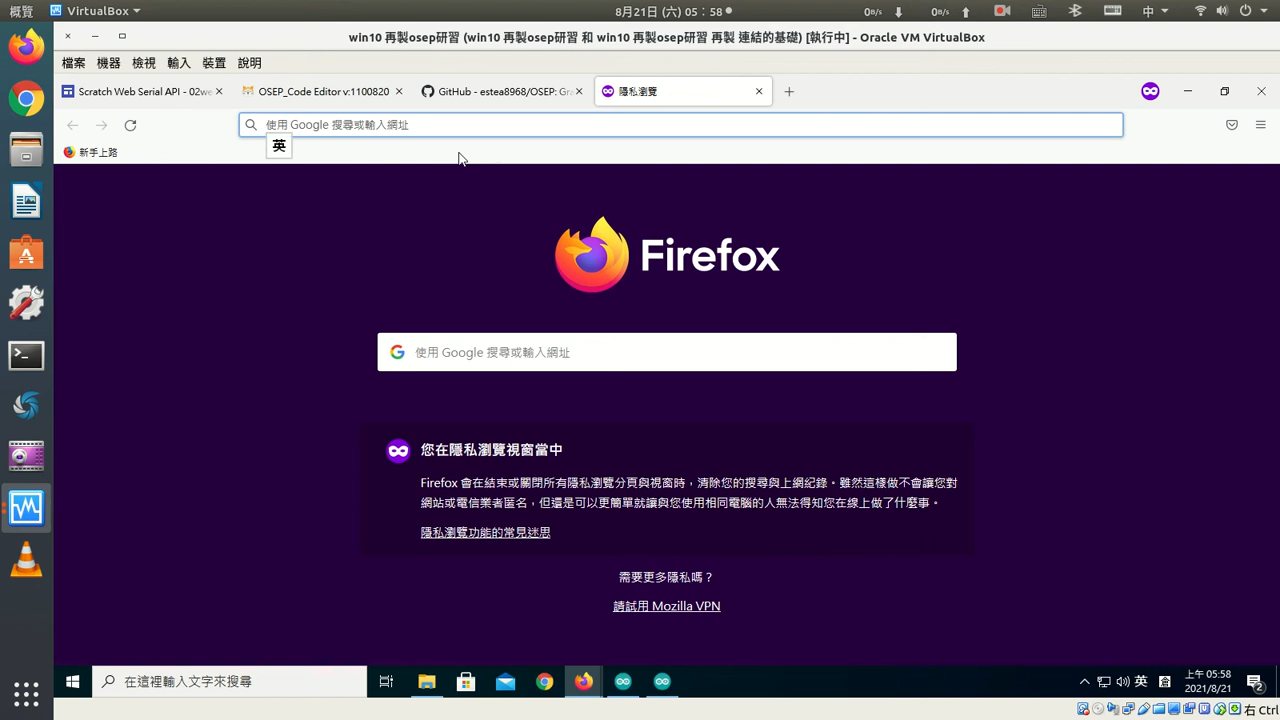 概覽 VirtualBox 8月21日 (六) 05:58 0B/s 0B/s 中
win10 再製osep研習 (win10 再製osep研習 和 win10 再製osep研習 再製 連結的基礎) [執行中] - Oracle VM VirtualBox
檔案 機器 檢視 輸入 裝置 說明
Scratch Web Serial API - 02we OSEP_Code Editor v:1100820 GitHub - estea8968/OSEP: Gra 隱私瀏覽
使用 Google 搜尋或輸入網址
英
新手上路
Firefox
使用 Google 搜尋或輸入網址
您在隱私瀏覽視窗當中
Firefox 會在結束或關閉所有隱私瀏覽分頁與視窗時，清除您的搜尋與上網紀錄。雖然這樣做不會讓您對
網站或電信業者匿名，但還是可以更簡單就讓與您使用相同電腦的人無法得知您在線上做了什麼事。
隱私瀏覽功能的常見迷思
需要更多隱私嗎？
請試用 Mozilla VPN
在這裡輸入文字來搜尋
英
上午 05:58
2021/8/21
2
右 Ctrl